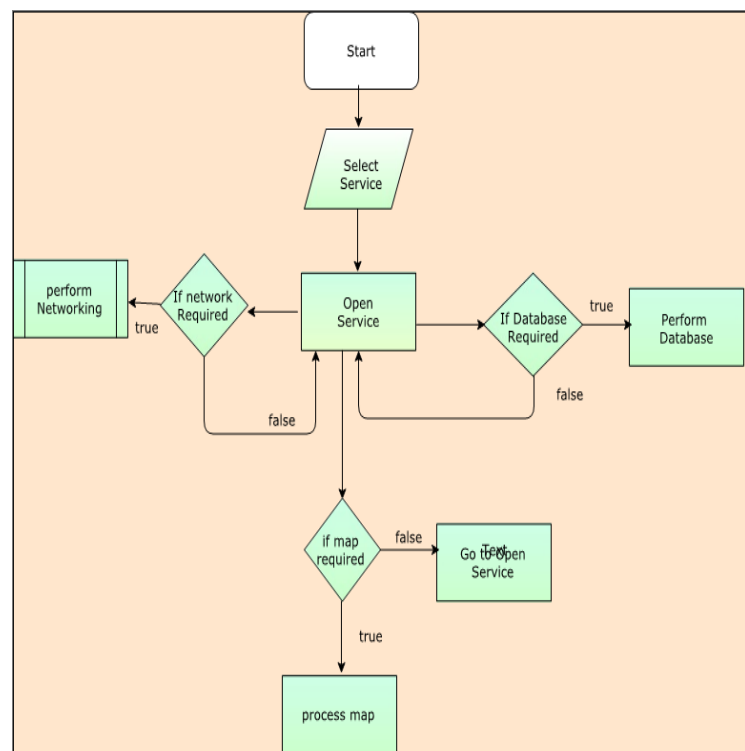 Start
Select
Service
perform
Networking
true
If network
Required
false
Open
Service
If Database
Required
true
false
Perform
Database
if map
required
false
Text
Go to Open
Service
true
process map